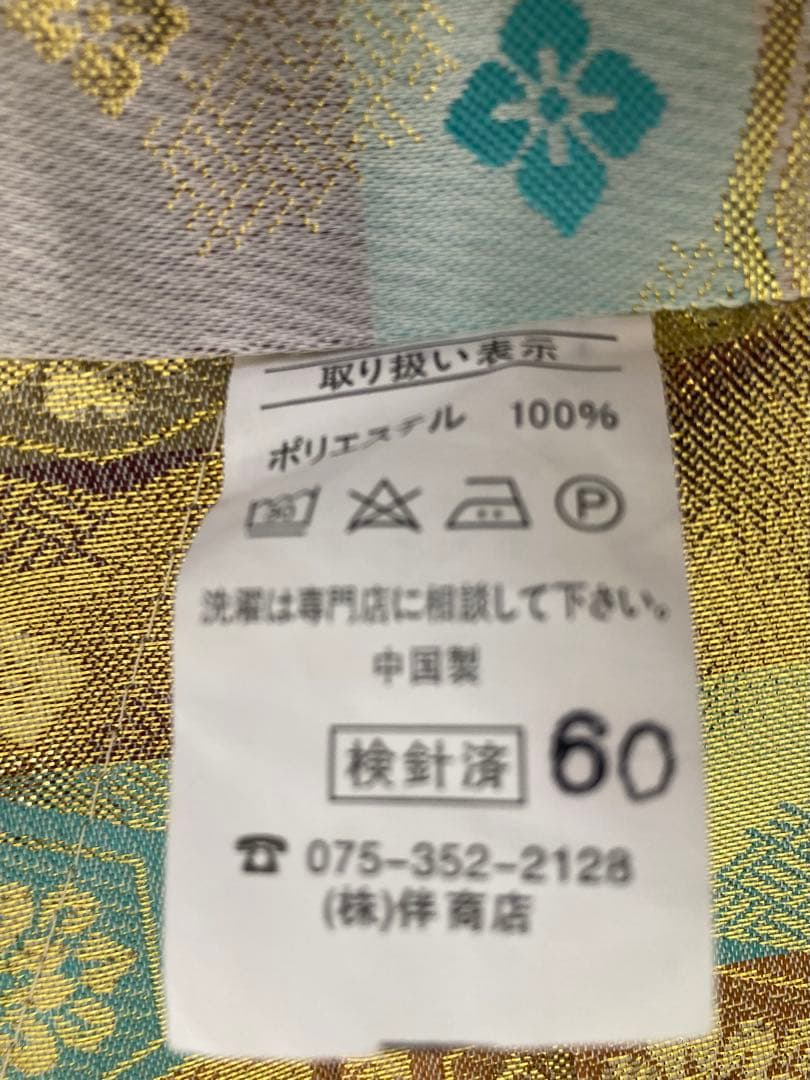 取り扱い表示
ポリエステル 100%
P
洗濯は専門店に相談して下さい。
中国製
検針済 60
☎ 075-352-2128
(株)伴商店